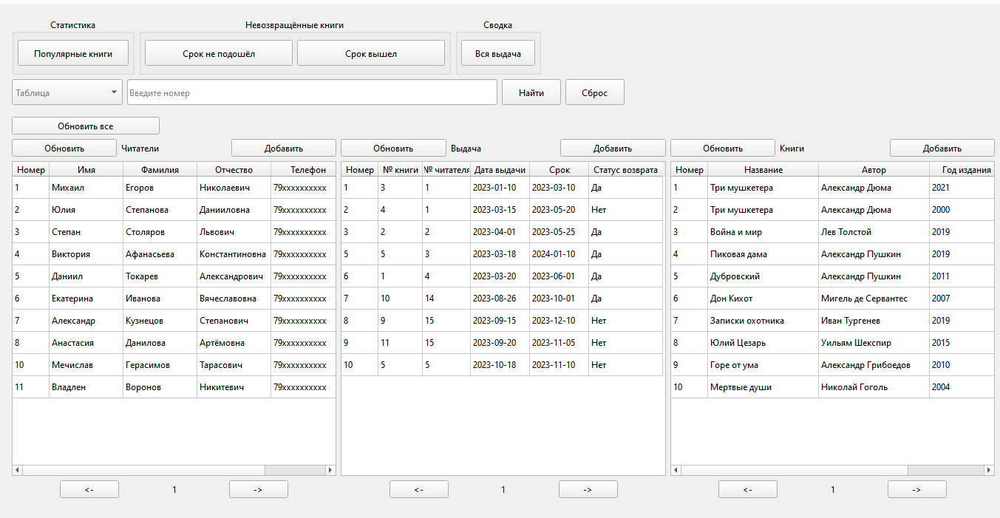 Статистика Невозвращённые книги Сводка
Популярные книги Срок не подошёл Срок вышел Вся выдача
Таблица Введите номер Найти Сброс
Обновить все
Обновить Читатели Добавить Обновить Выдача Добавить Обновить Книги Добавить
Номер Имя Фамилия Отчество Телефон Номер № книги № читателя Дата выдачи Срок Статус возврата Номер Название Автор Год издания
1 Михаил Егоров Николаевич 79xxxxxxxxxx 1 3 1 2023-01-10 2023-03-10 Да 1 Три мушкетера Александр Дюма 2021
2 Юлия Степанова Данииловна 79xxxxxxxxxx 2 4 1 2023-03-15 2023-05-20 Нет 2 Три мушкетера Александр Дюма 2000
3 Степан Столяров Львович 79xxxxxxxxxx 3 2 2 2023-04-01 2023-05-25 Да 3 Война и мир Лев Толстой 2019
4 Виктория Афанасьева Константиновна 79xxxxxxxxxx 5 5 3 2023-03-18 2024-01-10 Да 4 Пиковая дама Александр Пушкин 2019
5 Даниил Токарев Александрович 79xxxxxxxxxx 6 1 4 2023-03-20 2023-06-01 Да 5 Дубровский Александр Пушкин 2011
6 Екатерина Иванова Вячеславовна 79xxxxxxxxxx 7 10 14 2023-08-26 2023-10-01 Да 6 Дон Кихот Мигель де Сервантес 2007
7 Александр Кузнецов Степанович 79xxxxxxxxxx 8 9 15 2023-09-15 2023-12-10 Нет 7 Записки охотника Иван Тургенев 2019
8 Анастасия Данилова Артёмовна 79xxxxxxxxxx 9 11 15 2023-09-20 2023-11-05 Нет 8 Юлий Цезарь Уильям Шекспир 2015
10 Мечислав Герасимов Тарасович 79xxxxxxxxxx 10 5 5 2023-10-18 2023-11-10 Нет 9 Горе от ума Александр Грибоедов 2010
11 Владлен Воронов Никитевич 79xxxxxxxxxx 10 Мертвые души Николай Гоголь 2004
<- 1 -> <- 1 -> <- 1 ->